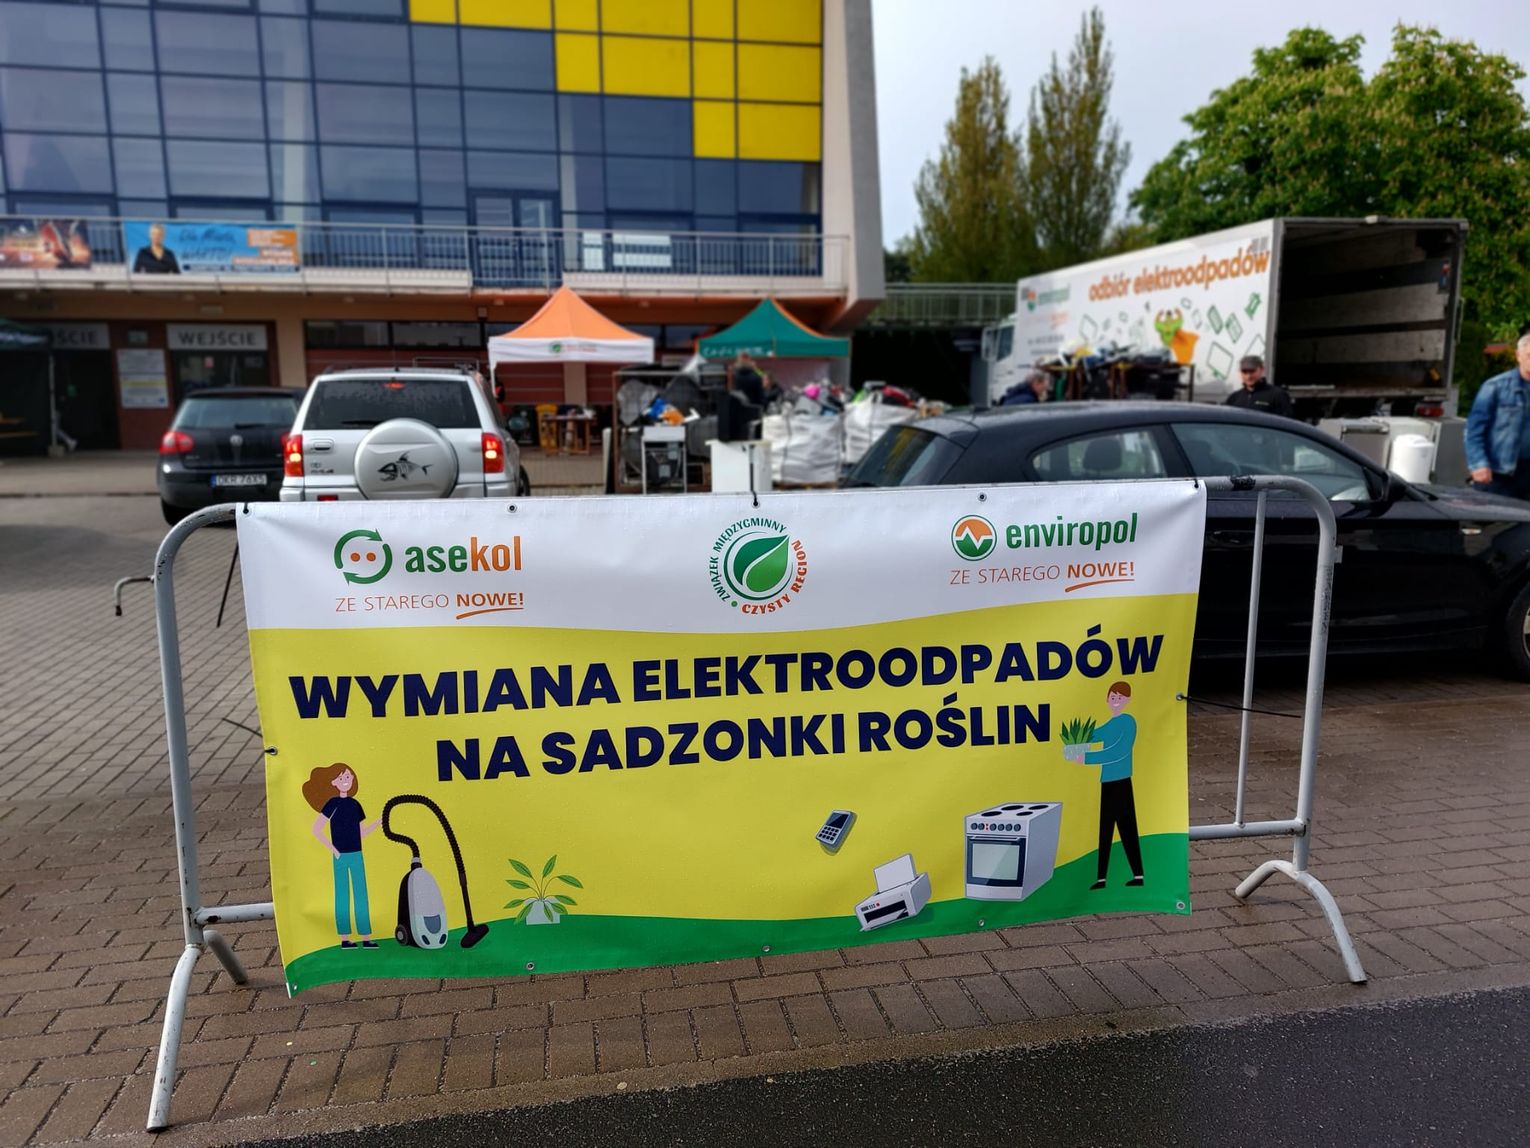 WEJŚCIE
odbiór elektroodpadów
enviropol
asekol
ZE STAREGO NOWE!
ZWIĄZEK MIĘDZYGMINNY
CZYSTY REGION
enviropol
ZE STAREGO NOWE!
WYMIANA ELEKTROODPADÓW
NA SADZONKI ROŚLIN